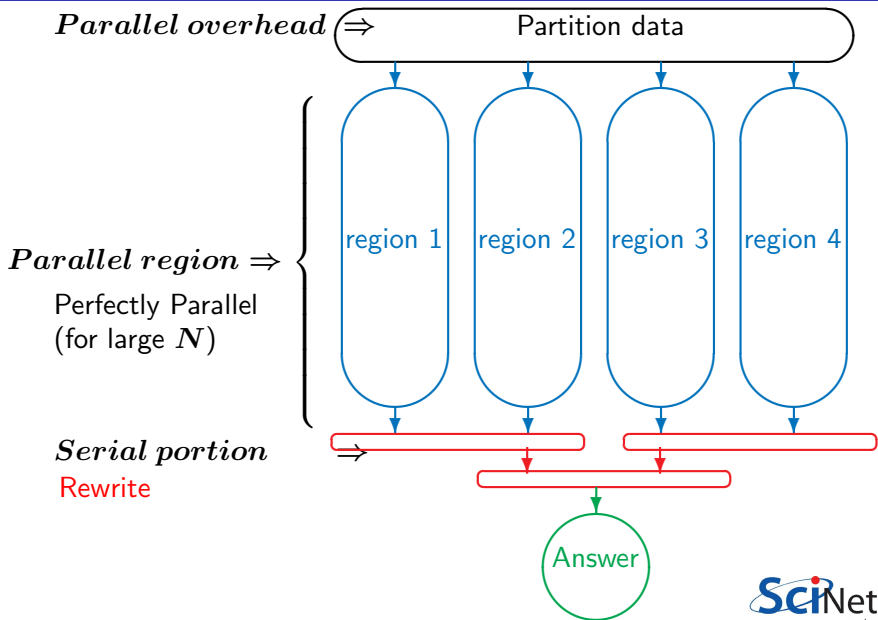 Parallel overhead ⇒ Partition data
region 1 region 2 region 3 region 4
Parallel region ⇒
Perfectly Parallel
(for large N)
Serial portion ⇒
Rewrite
Answer
SciNet